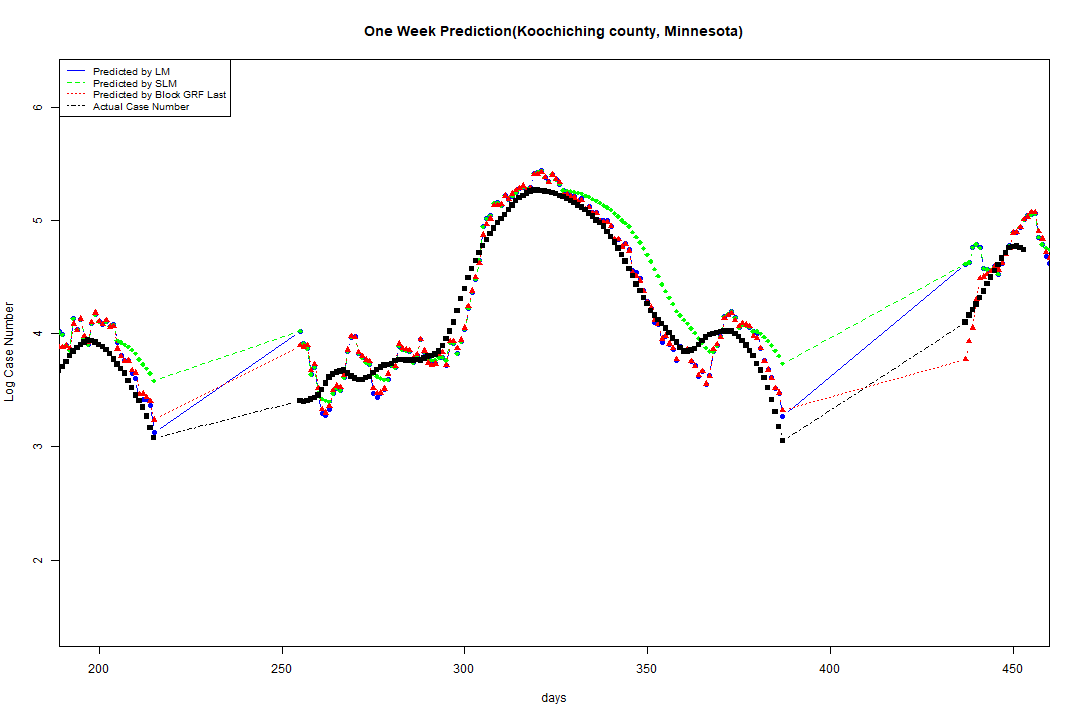 One Week Prediction(Koochiching county, Minnesota)
Predicted by LM
Predicted by SLM
Predicted by Block GRF Last
Actual Case Number
6
5
4
3
2
Log Case Number
200 250 300 350 400 450
days